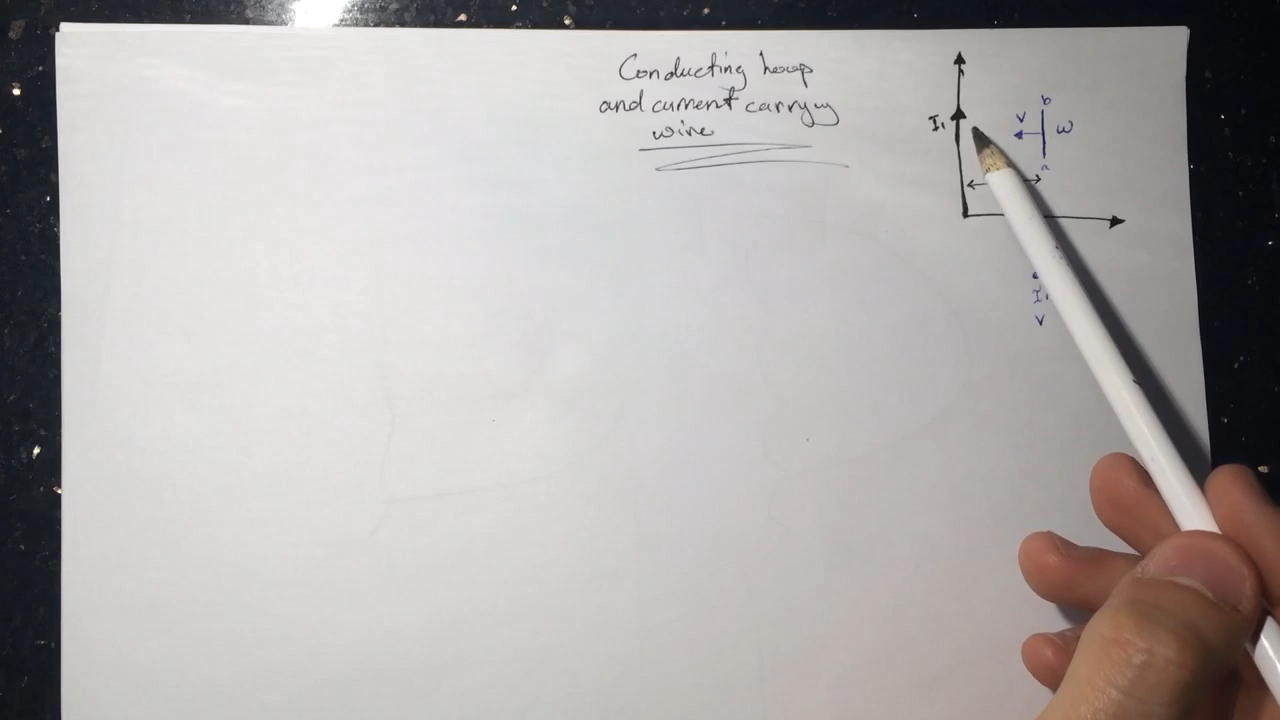 Conducting hoop
and current carrying
wire
I₁
v
b
a